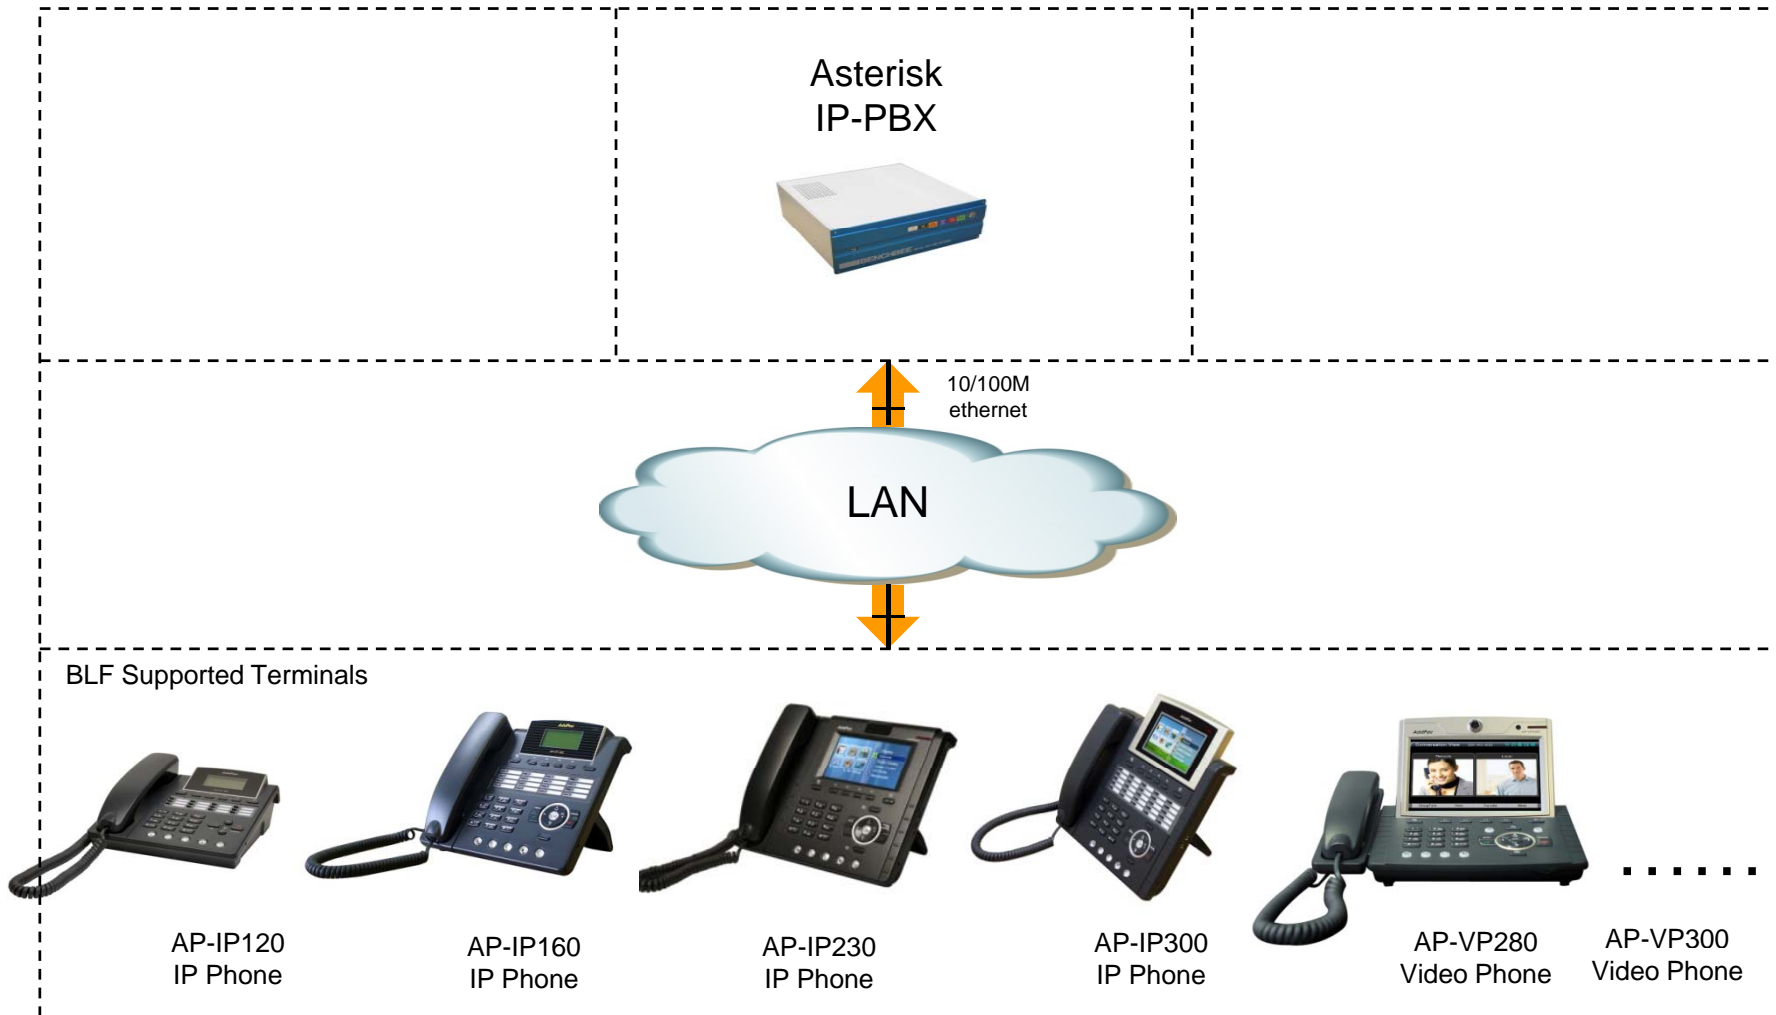 Asterisk
IP-PBX
10/100M
ethernet
LAN
BLF Supported Terminals
AddPac
AP-IP120
IP Phone
AP-IP160
IP Phone
AP-IP230
IP Phone
AP-IP300
IP Phone
AP-VP280
Video Phone
......
AP-VP300
Video Phone